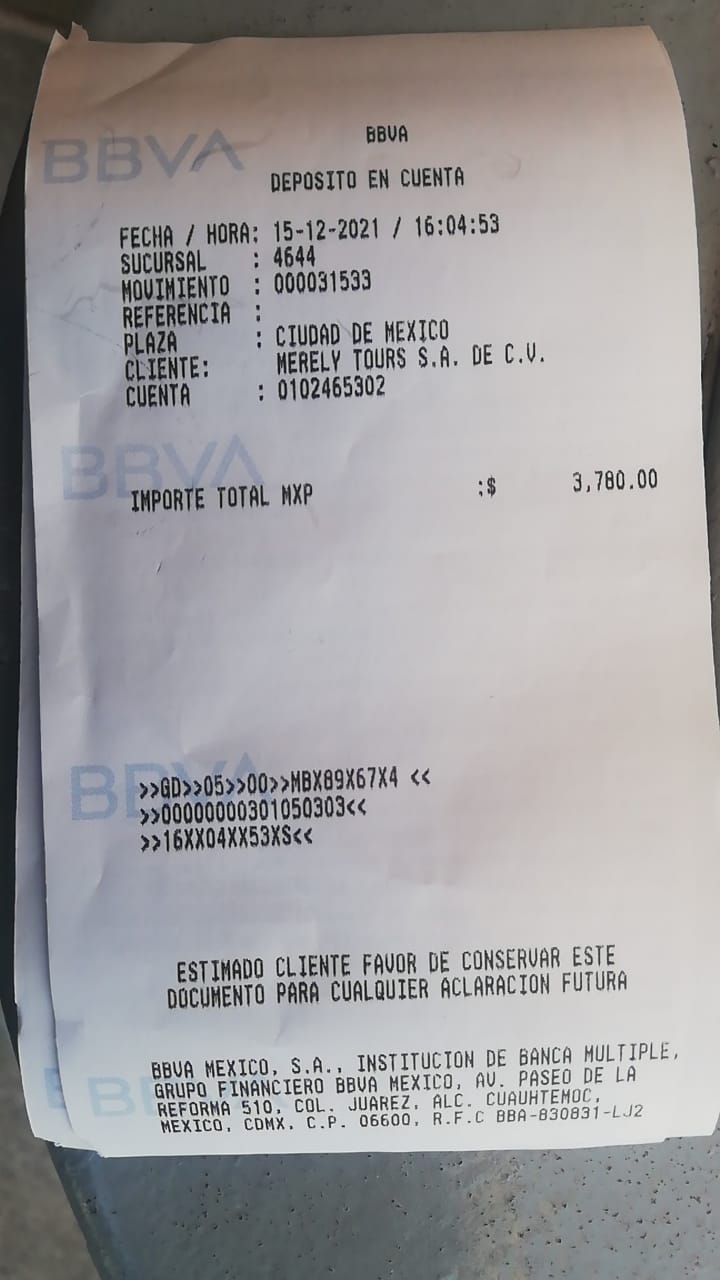 BBVA
BBVA
DEPOSITO EN CUENTA
FECHA / HORA: 15-12-2021 / 16:04:53
SUCURSAL : 4644
MOVIMIENTO : 000031533
REFERENCIA :
PLAZA : CIUDAD DE MEXICO
CLIENTE: MERELY TOURS S.A. DE C.V.
CUENTA : 0102465302
BBVA
IMPORTE TOTAL MXP :$ 3,780.00
BBVA
>>GD>>05>>00>>MBX89X67X4 <<
>>00000000301050303<<
>>16XX04XX53XS<<
ESTIMADO CLIENTE FAVOR DE CONSERVAR ESTE
DOCUMENTO PARA CUALQUIER ACLARACION FUTURA
BBVA MEXICO, S.A., INSTITUCION DE BANCA MULTIPLE,
GRUPO FINANCIERO BBVA MEXICO, AV. PASEO DE LA
REFORMA 510, COL. JUAREZ, ALC. CUAUHTEMOC,
MEXICO, CDMX, C.P. 06600, R.F.C BBA-830831-LJ2